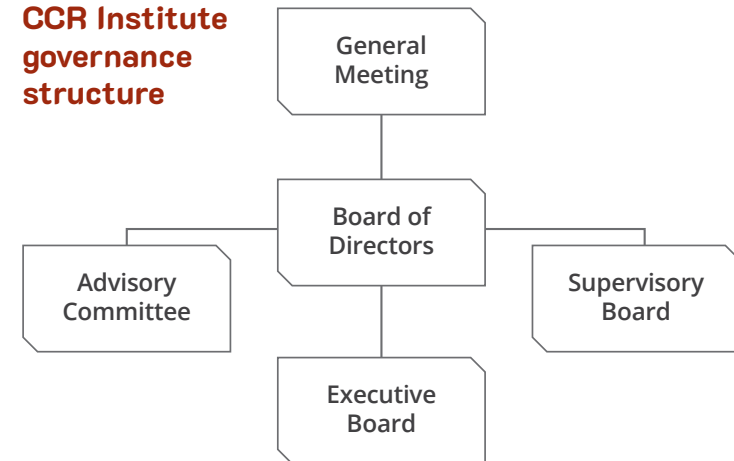 CCR Institute
governance
structure
General
Meeting
Board of
Directors
Advisory
Committee
Supervisory
Board
Executive
Board